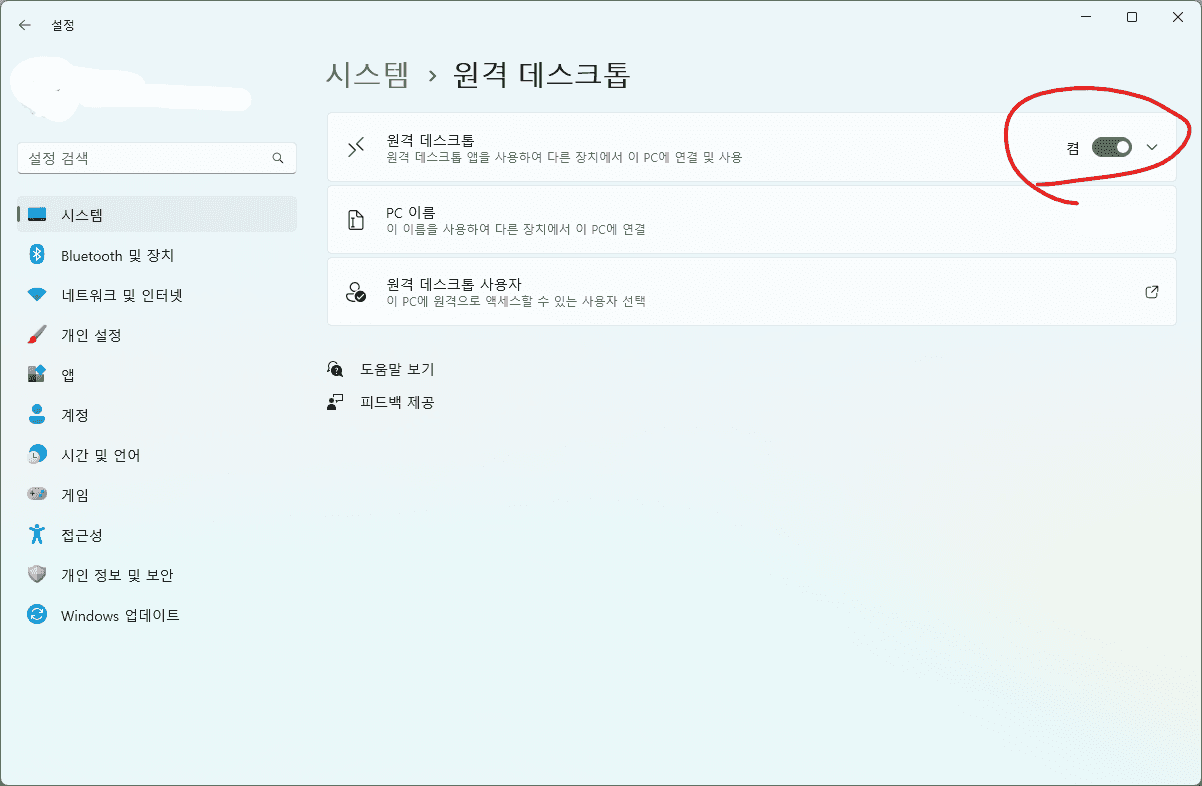 설정
시스템 › 원격 데스크톱
설정 검색
시스템
Bluetooth 및 장치
네트워크 및 인터넷
개인 설정
앱
계정
시간 및 언어
게임
접근성
개인 정보 및 보안
Windows 업데이트
원격 데스크톱
원격 데스크톱 앱을 사용하여 다른 장치에서 이 PC에 연결 및 사용
켬
PC 이름
이 이름을 사용하여 다른 장치에서 이 PC에 연결
원격 데스크톱 사용자
이 PC에 원격으로 액세스할 수 있는 사용자 선택
도움말 보기
피드백 제공